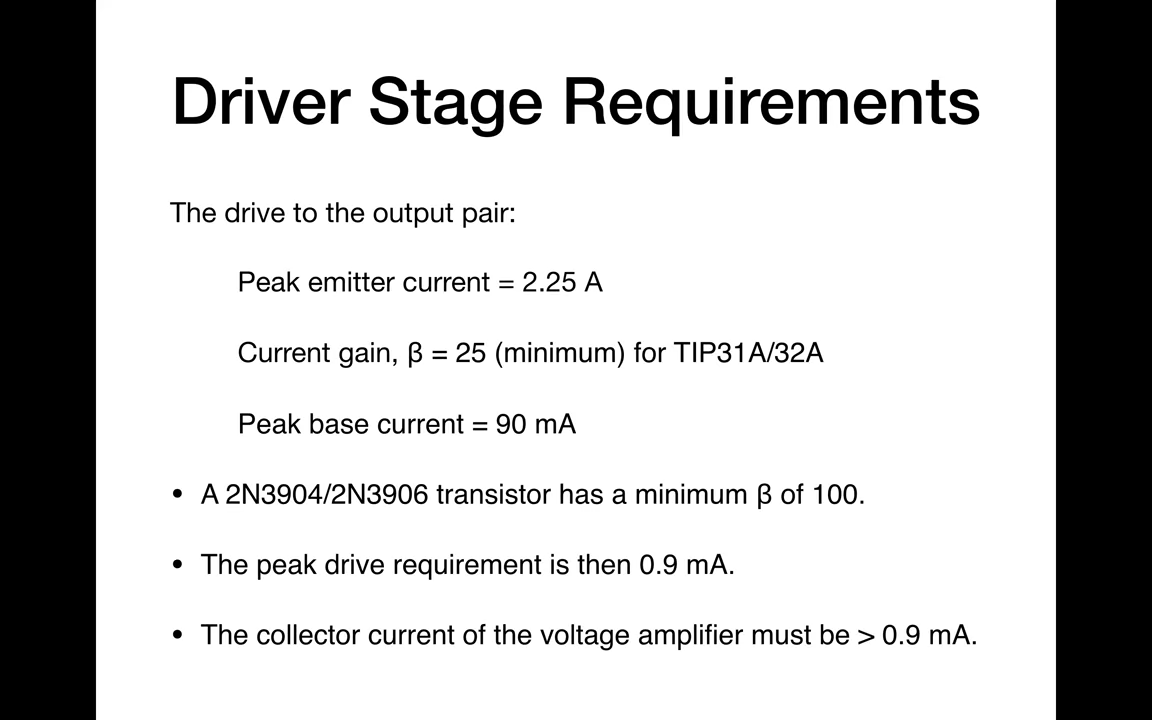 Driver Stage Requirements
The drive to the output pair:
Peak emitter current = 2.25 A
Current gain, β = 25 (minimum) for TIP31A/32A
Peak base current = 90 mA
• A 2N3904/2N3906 transistor has a minimum β of 100.
• The peak drive requirement is then 0.9 mA.
• The collector current of the voltage amplifier must be > 0.9 mA.